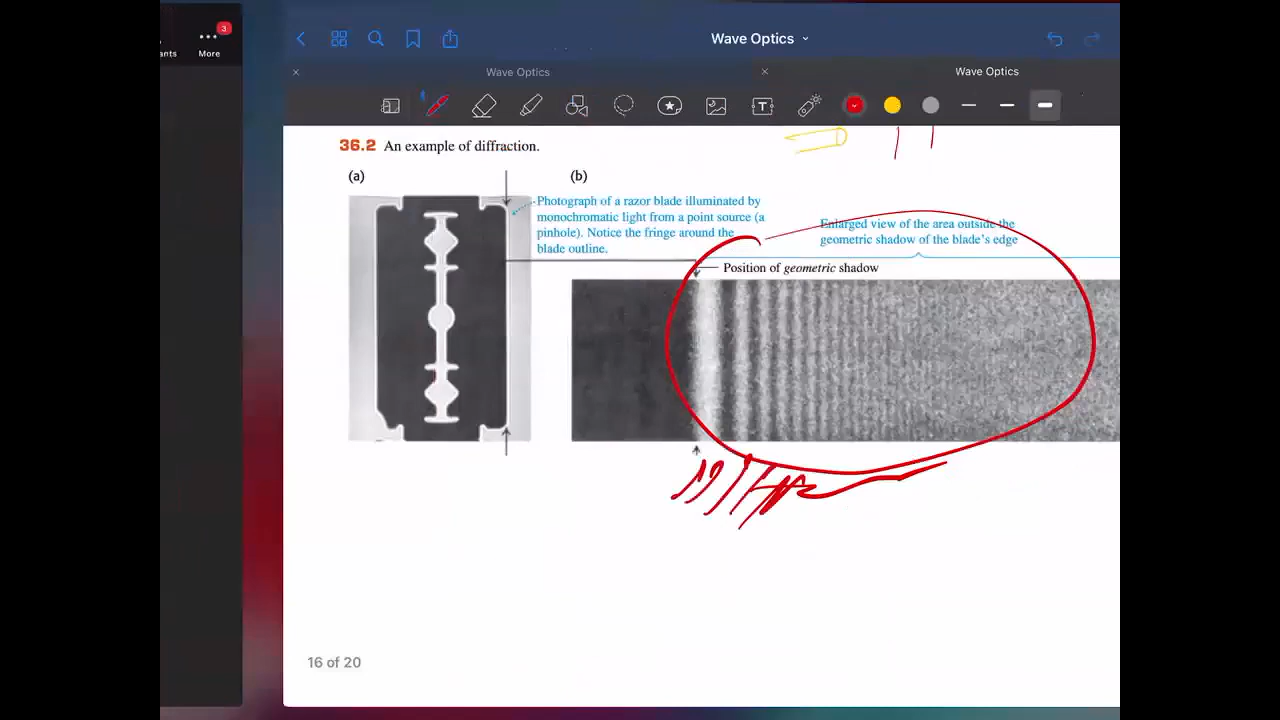 3
ants
More
Wave Optics
Wave Optics
Wave Optics
T
36.2 An example of diffraction.
(a)
(b)
Photograph of a razor blade illuminated by
monochromatic light from a point source (a
pinhole). Notice the fringe around the
blade outline.
Enlarged view of the area outside the
geometric shadow of the blade's edge
Position of geometric shadow
16 of 20